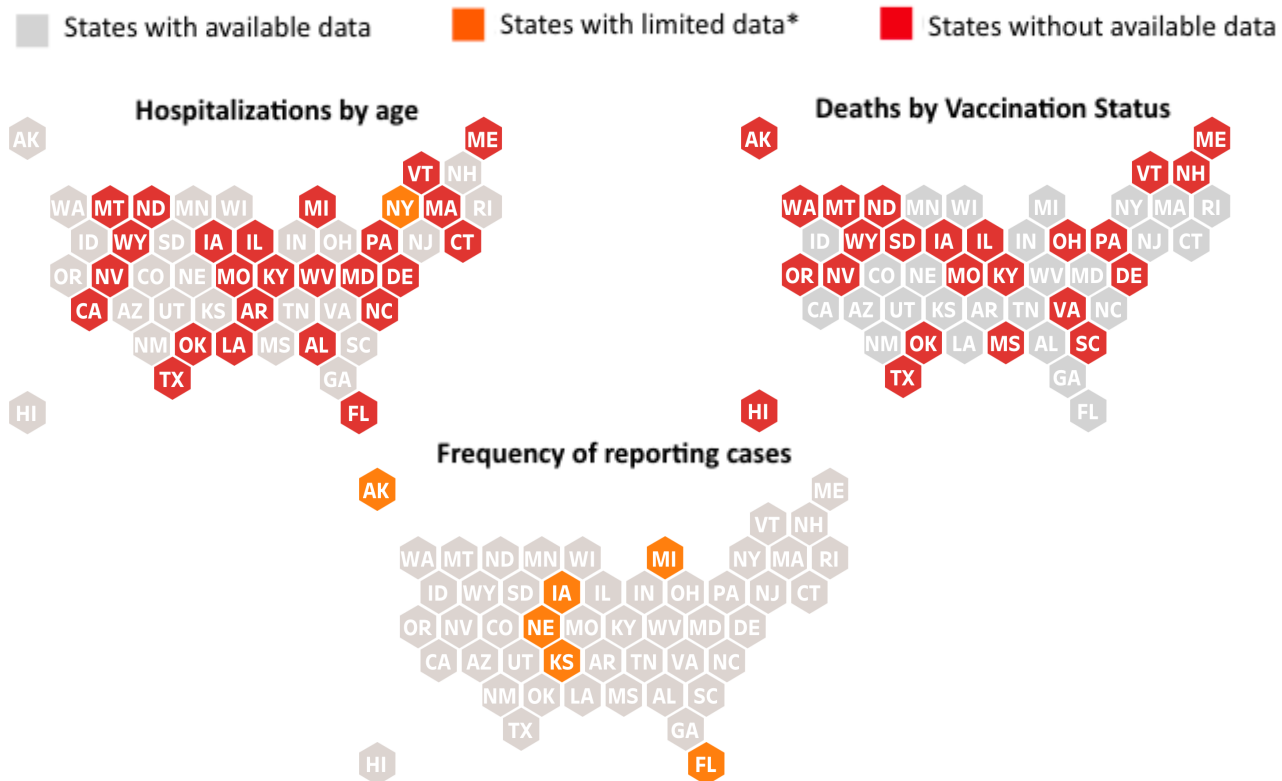 States with available data States with limited data* States without available data
Hospitalizations by age
AK ME
VT NH
WA MT ND MN WI MI NY MA RI
ID WY SD IA IL IN OH PA NJ CT
OR NV CO NE MO KY WV MD DE
CA AZ UT KS AR TN VA NC
NM OK LA MS AL SC
TX GA
HI FL
Deaths by Vaccination Status
AK ME
VT NH
WA MT ND MN WI MI NY MA RI
ID WY SD IA IL IN OH PA NJ CT
OR NV CO NE MO KY WV MD DE
CA AZ UT KS AR TN VA NC
NM OK LA MS AL SC
TX GA
HI FL
Frequency of reporting cases
AK ME
VT NH
WA MT ND MN WI MI NY MA RI
ID WY SD IA IL IN OH PA NJ CT
OR NV CO NE MO KY WV MD DE
CA AZ UT KS AR TN VA NC
NM OK LA MS AL SC
TX GA
HI FL